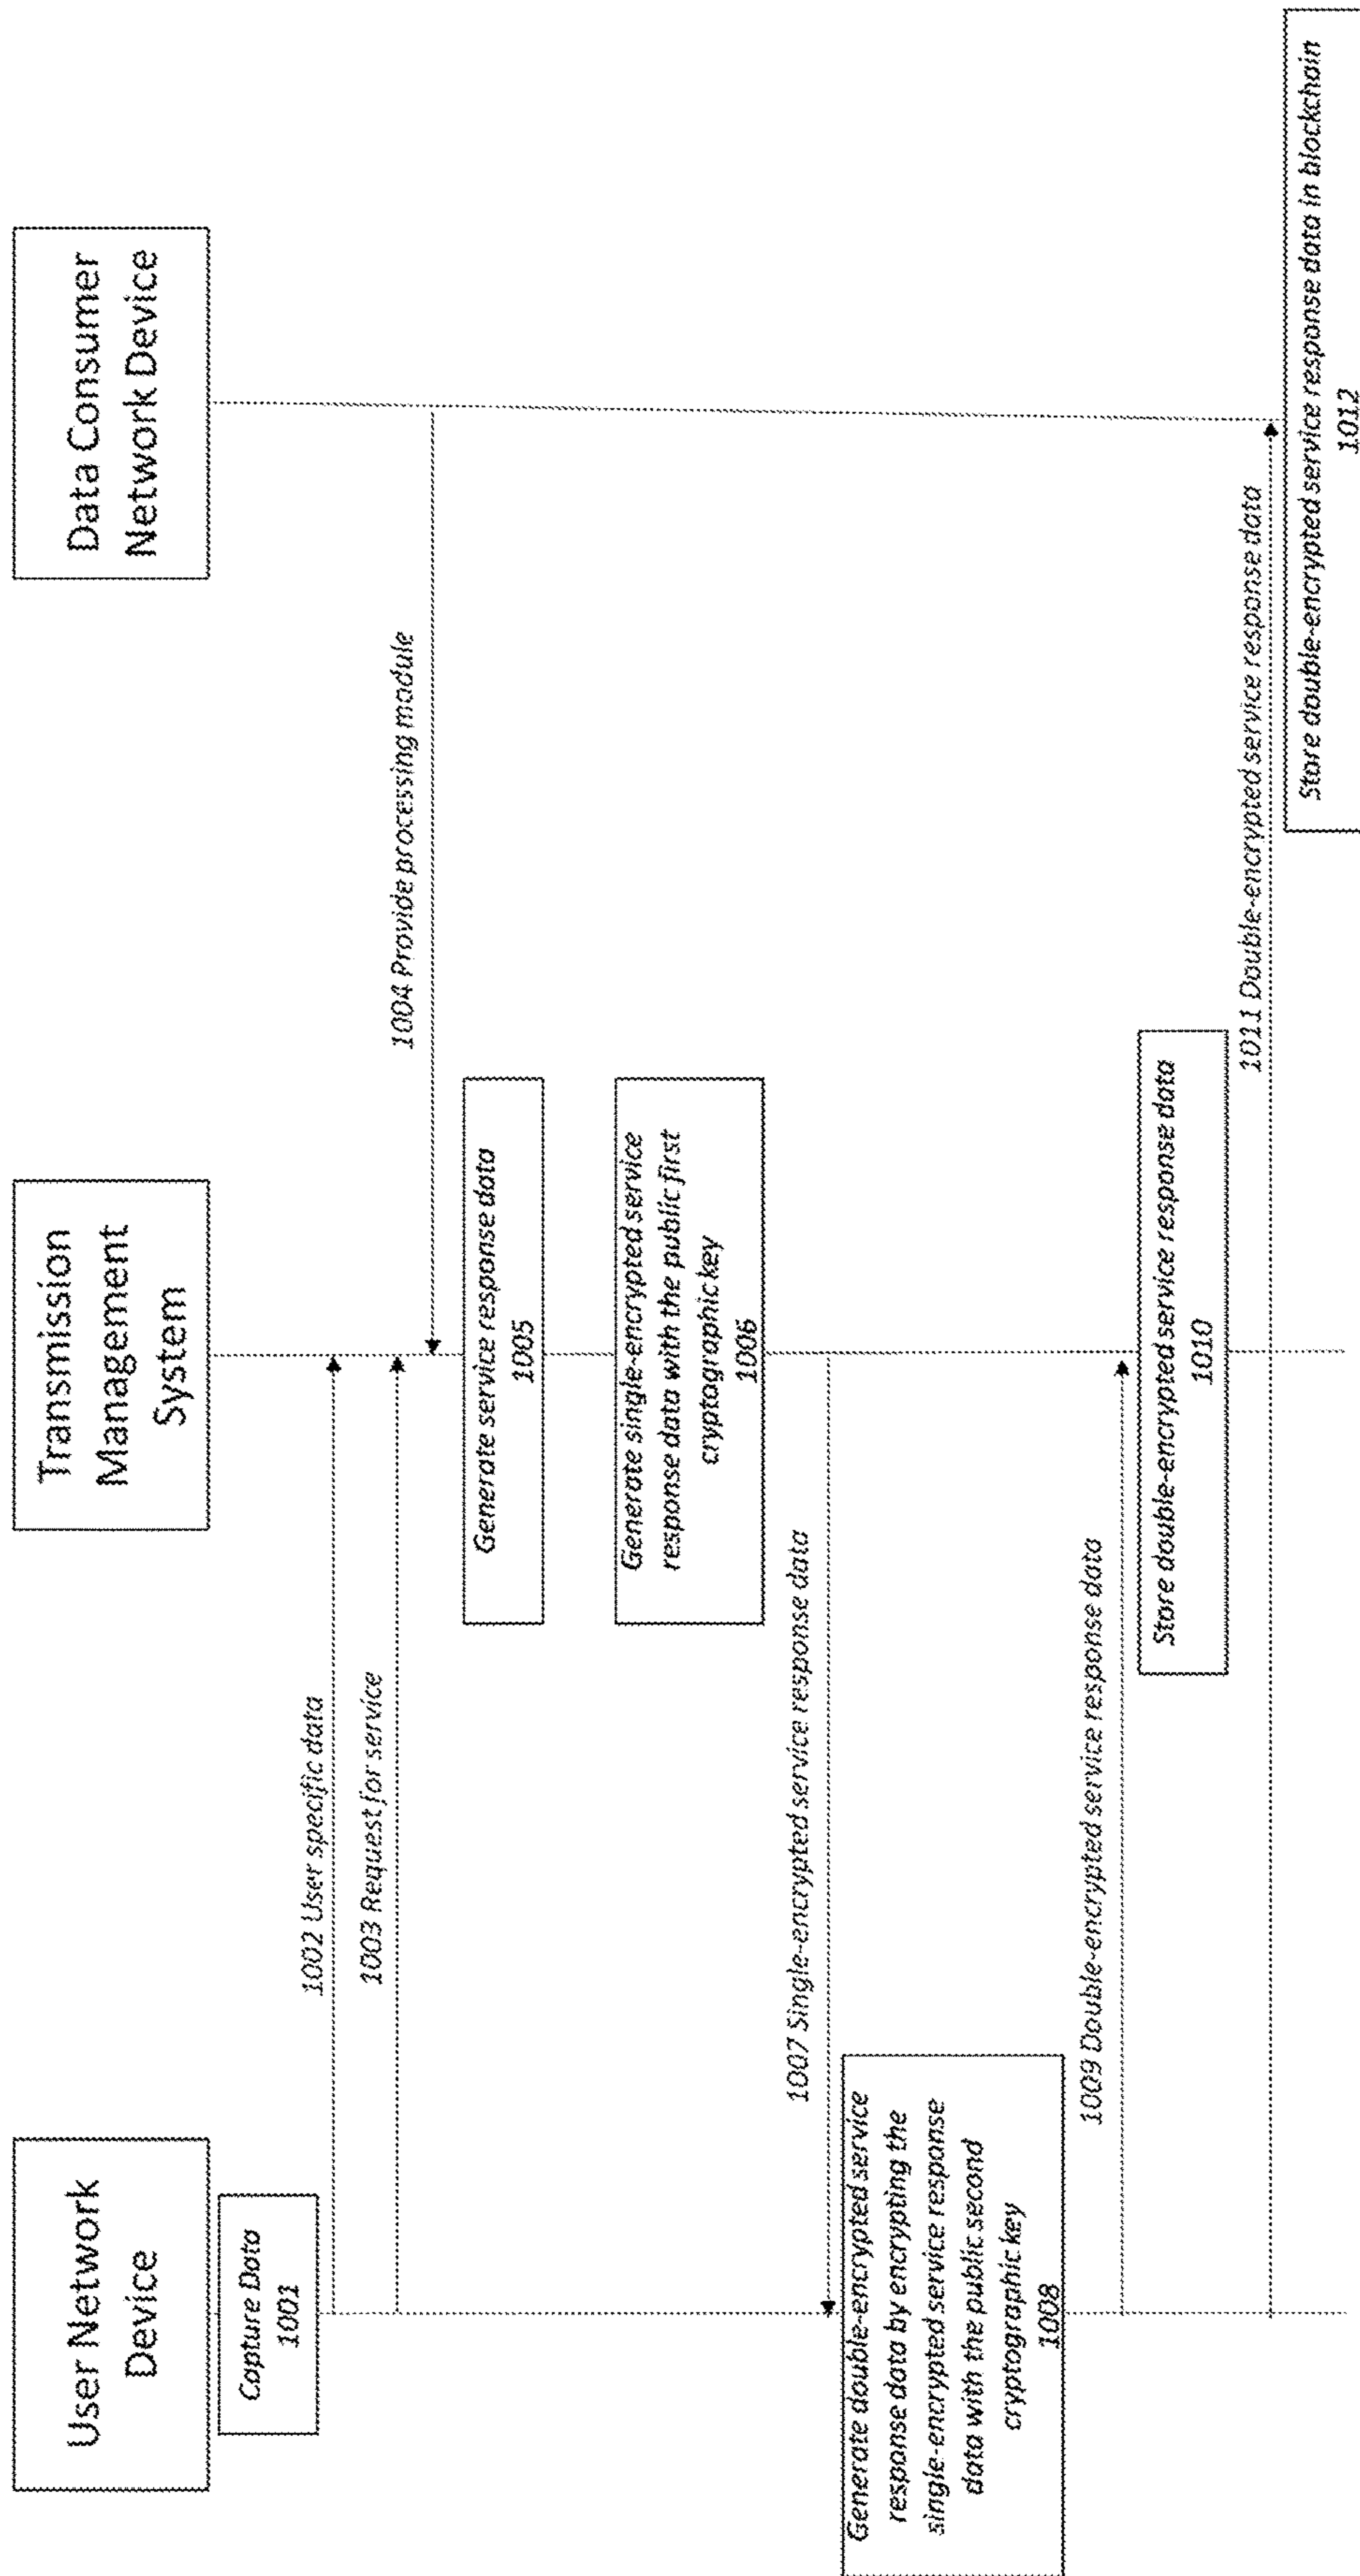 User Network
Device
Transmission
Management
System
Data Consumer
Network Device
Capture Data
1001
1002 User specific data
1003 Request for service
1004 Provide processing module
Generate service response data
1005
Generate single-encrypted service
response data with the public first
cryptographic key
1006
1007 Single-encrypted service response data
Generate double-encrypted service
response data by encrypting the
single-encrypted service response
data with the public second
cryptographic key
1008
1009 Double-encrypted service response data
Store double-encrypted service response data
1010
1011 Double-encrypted service response data
Store double-encrypted service response data in blockchain
1012